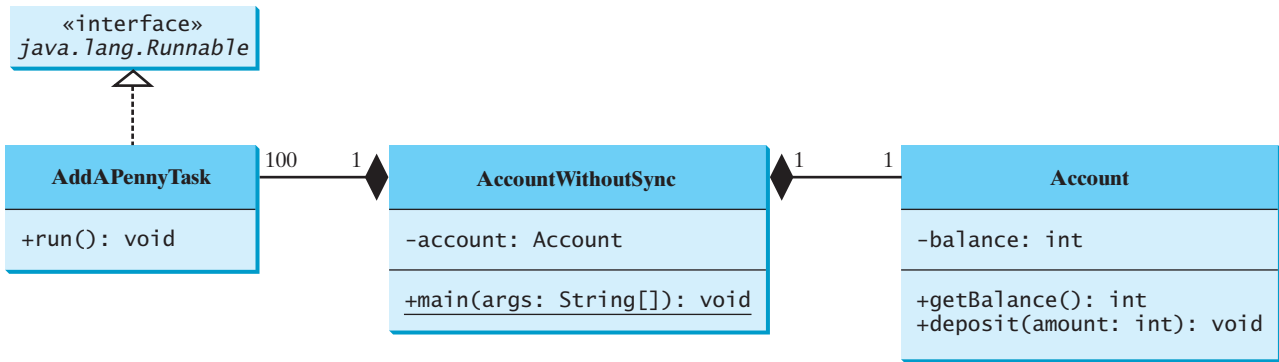 «interface»
java.lang.Runnable
AddAPennyTask
+run(): void
100
1
AccountWithoutSync
-account: Account
+main(args: String[]): void
1
1
Account
-balance: int
+getBalance(): int
+deposit(amount: int): void